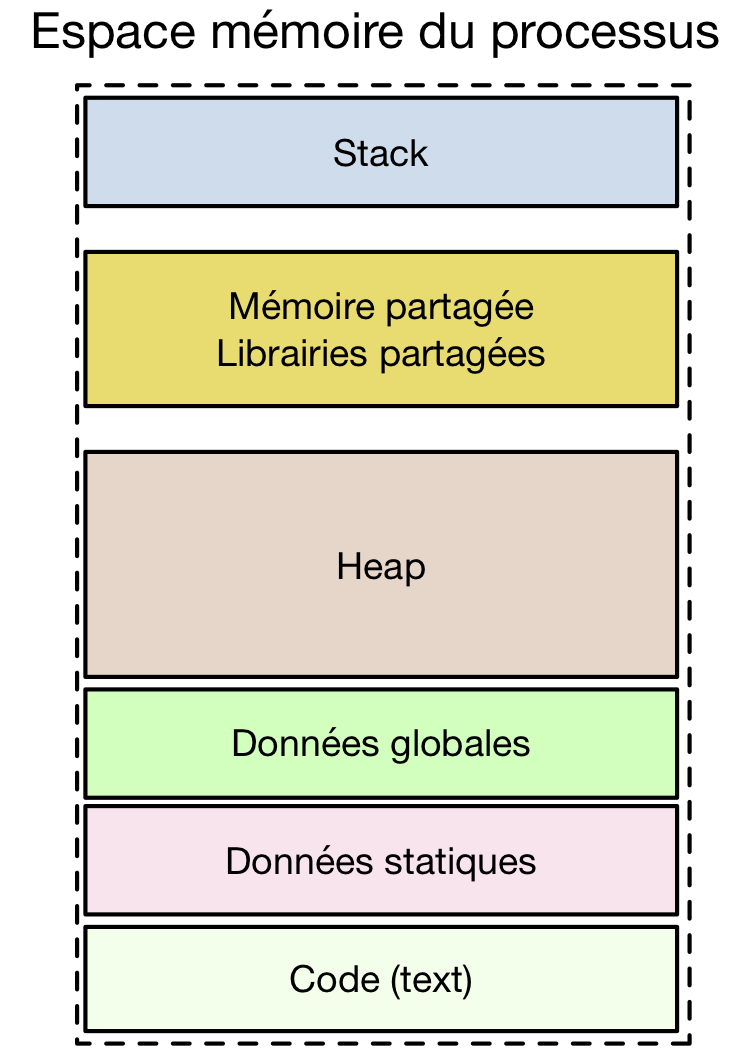 Espace mémoire du processus
Stack
Mémoire partagée
Librairies partagées
Heap
Données globales
Données statiques
Code (text)